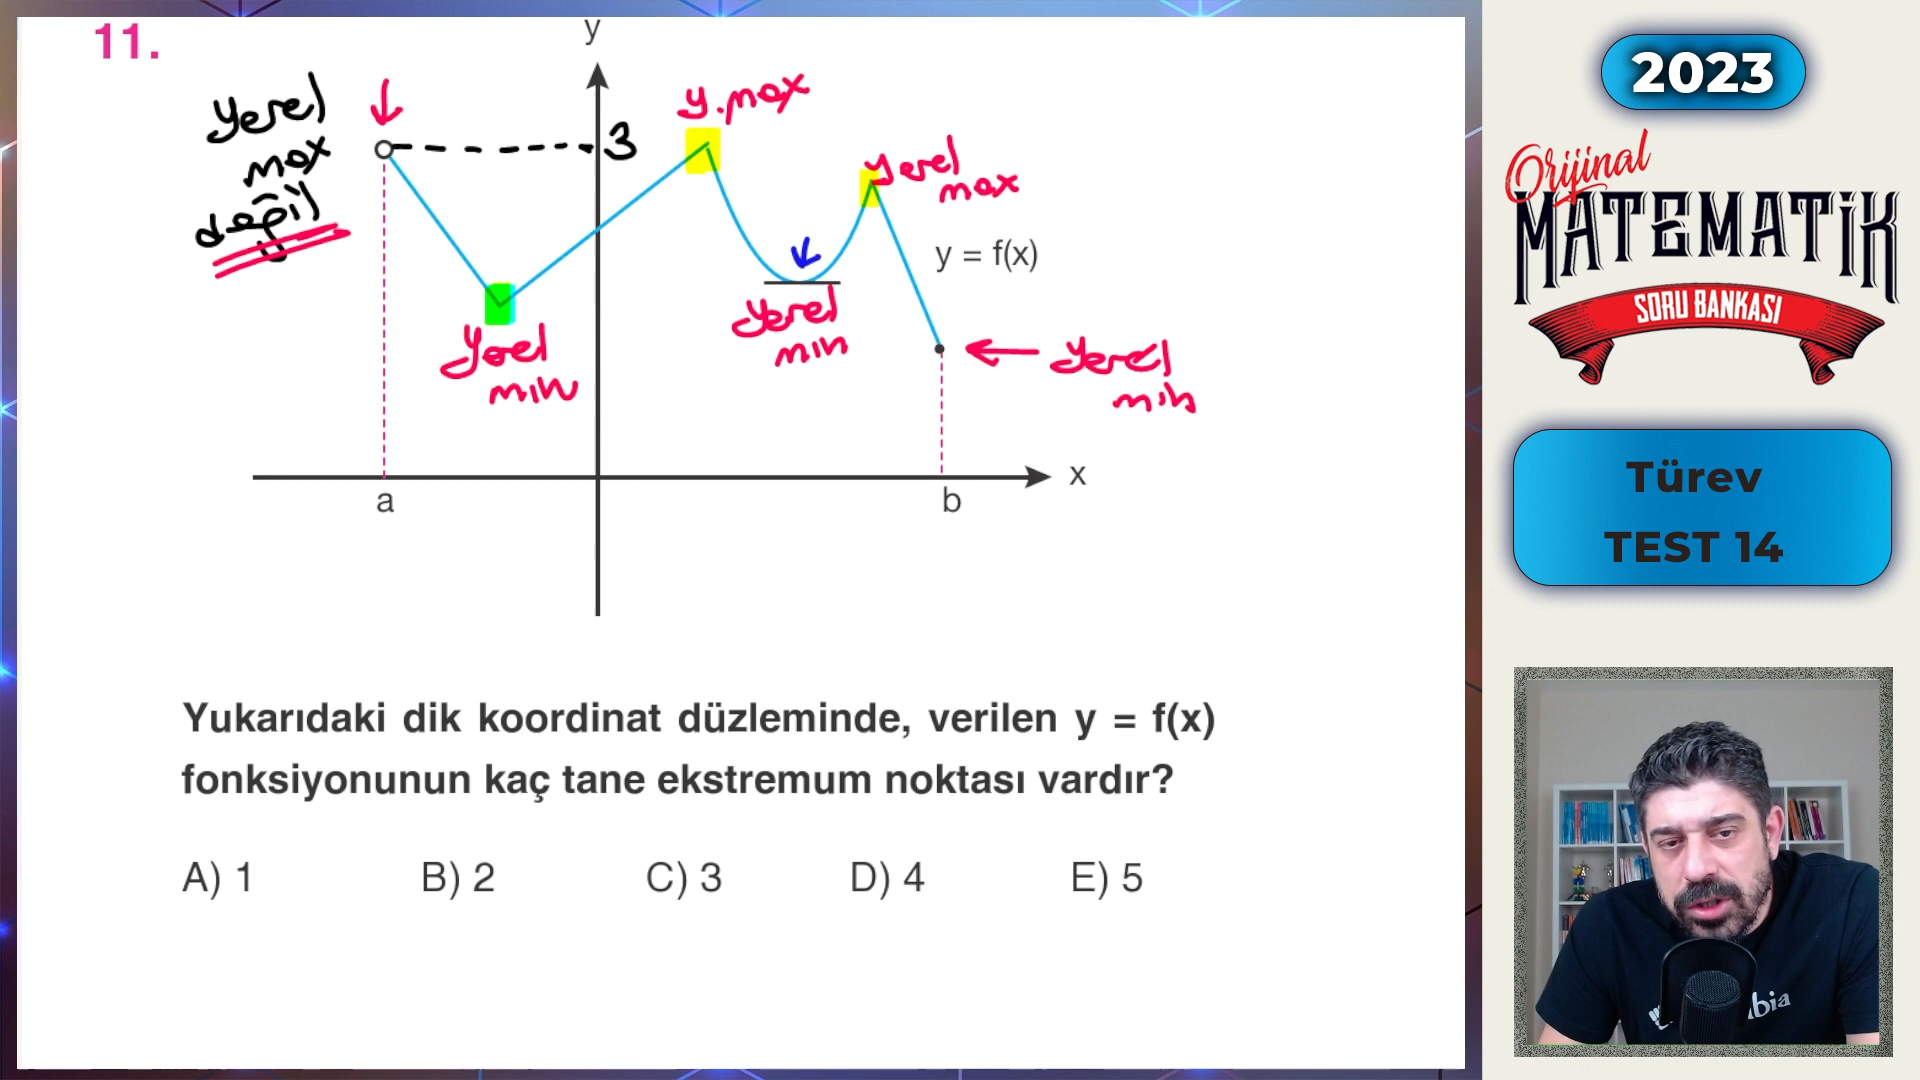 11.
y
2023
Yerel
max
değil
3
y.max
yerel
max
Orijinal
MATEMATİK
SORU BANKASI
y = f(x)
yerel
min
yerel
min
yerel
min
x
a
b
Türev
TEST 14
Yukarıdaki dik koordinat düzleminde, verilen y = f(x)
fonksiyonunun kaç tane ekstremum noktası vardır?
A) 1 B) 2 C) 3 D) 4 E) 5